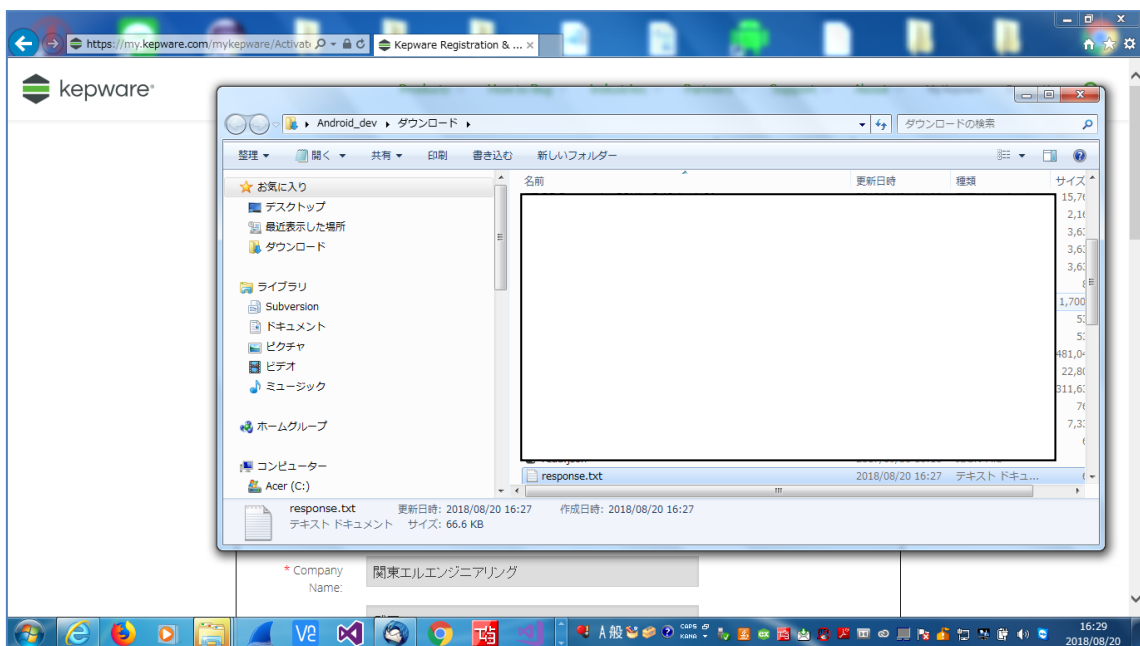 https://my.kepware.com/mykepware/Activati
Kepware Registration & ...
kepware
Android_dev ▸ ダウンロード ▸
ダウンロードの検索
整理 ▼ 開く ▼ 共有 ▼ 印刷 書き込む 新しいフォルダー
お気に入り
デスクトップ
最近表示した場所
ダウンロード
ライブラリ
Subversion
ドキュメント
ピクチャ
ビデオ
ミュージック
ホームグループ
コンピューター
Acer (C:)
名前 更新日時 種類 サイズ
15,76
2,16
3,63
3,63
3,63
1,700
53
53
481,04
22,80
311,63
76
7,33
response.txt 2018/08/20 16:27 テキスト ドキュ...
response.txt 更新日時: 2018/08/20 16:27 作成日時: 2018/08/20 16:27
テキスト ドキュメント サイズ: 66.6 KB
* Company Name:
関東エルエンジニアリング
A 般
CAPS
KANA
16:29
2018/08/20